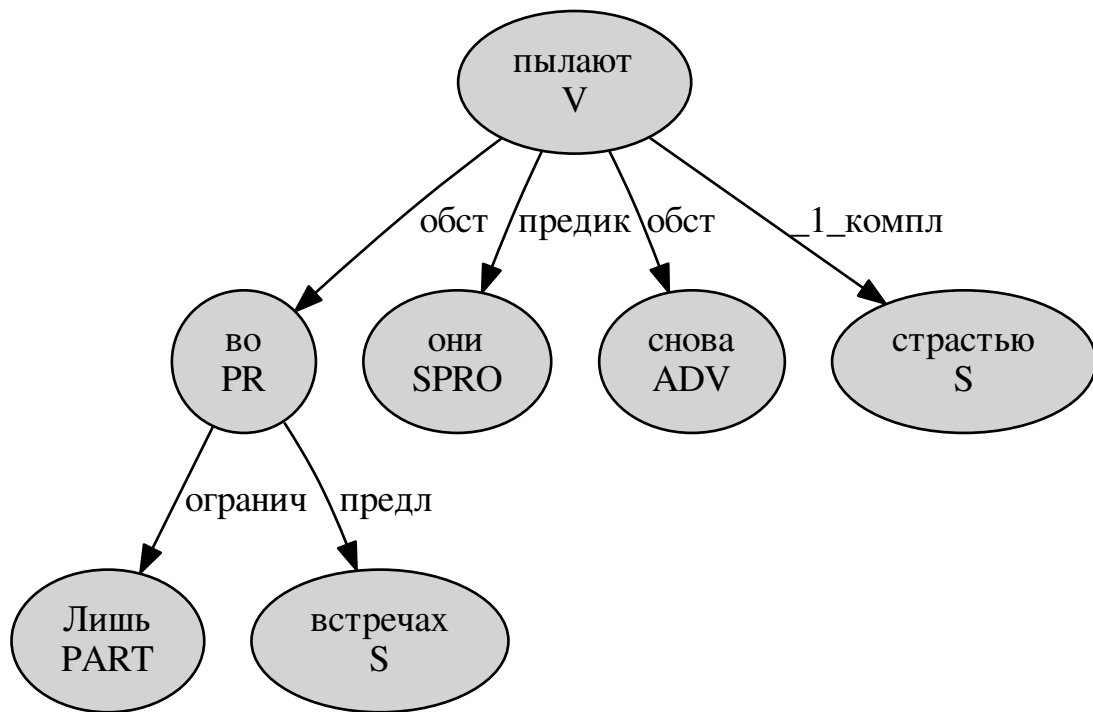 пылают
V
обст
предик
обст
_1_компл
во
PR
они
SPRO
снова
ADV
страстью
S
огранич
предл
Лишь
PART
встречах
S